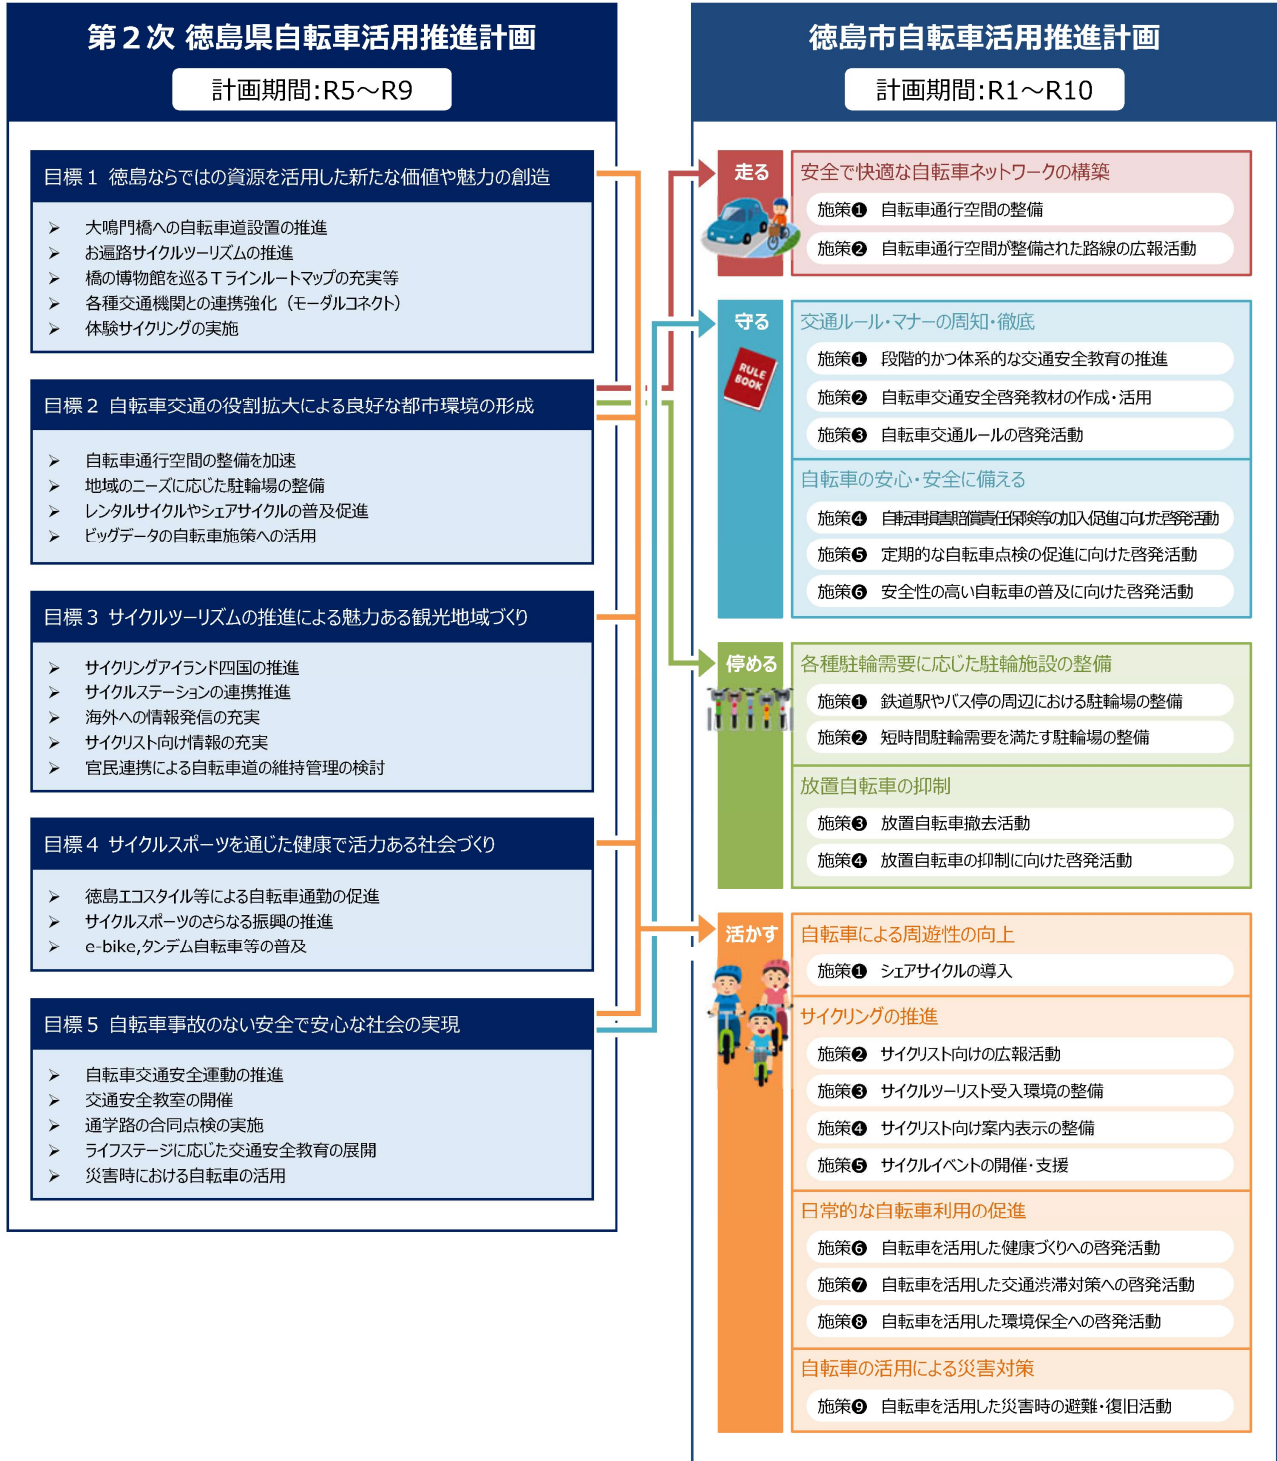 第２次 徳島県自転車活用推進計画
計画期間:R5～R9
目標１ 徳島ならではの資源を活用した新たな価値や魅力の創造
➢ 大鳴門橋への自転車道設置の推進
➢ お遍路サイクルツーリズムの推進
➢ 橋の博物館を巡るＴラインルートマップの充実等
➢ 各種交通機関との連携強化（モーダルコネクト）
➢ 体験サイクリングの実施
目標２ 自転車交通の役割拡大による良好な都市環境の形成
➢ 自転車通行空間の整備を加速
➢ 地域のニーズに応じた駐輪場の整備
➢ レンタルサイクルやシェアサイクルの普及促進
➢ ビッグデータの自転車施策への活用
目標３ サイクルツーリズムの推進による魅力ある観光地域づくり
➢ サイクリングアイランド四国の推進
➢ サイクルステーションの連携推進
➢ 海外への情報発信の充実
➢ サイクリスト向け情報の充実
➢ 官民連携による自転車道の維持管理の検討
目標４ サイクルスポーツを通じた健康で活力ある社会づくり
➢ 徳島エコスタイル等による自転車通勤の促進
➢ サイクルスポーツのさらなる振興の推進
➢ e-bike,タンデム自転車等の普及
目標５ 自転車事故のない安全で安心な社会の実現
➢ 自転車交通安全運動の推進
➢ 交通安全教室の開催
➢ 通学路の合同点検の実施
➢ ライフステージに応じた交通安全教育の展開
➢ 災害時における自転車の活用
徳島市自転車活用推進計画
計画期間:R1～R10
走る
安全で快適な自転車ネットワークの構築
施策❶ 自転車通行空間の整備
施策❷ 自転車通行空間が整備された路線の広報活動
守る
RULE
BOOK
交通ルール・マナーの周知・徹底
施策❶ 段階的かつ体系的な交通安全教育の推進
施策❷ 自転車交通安全啓発教材の作成・活用
施策❸ 自転車交通ルールの啓発活動
自転車の安心・安全に備える
施策❹ 自転車損害賠償責任保険等の加入促進に向けた啓発活動
施策❺ 定期的な自転車点検の促進に向けた啓発活動
施策❻ 安全性の高い自転車の普及に向けた啓発活動
停める
各種駐輪需要に応じた駐輪施設の整備
施策❶ 鉄道駅やバス停の周辺における駐輪場の整備
施策❷ 短時間駐輪需要を満たす駐輪場の整備
放置自転車の抑制
施策❸ 放置自転車撤去活動
施策❹ 放置自転車の抑制に向けた啓発活動
活かす
自転車による周遊性の向上
施策❶ シェアサイクルの導入
サイクリングの推進
施策❷ サイクリスト向けの広報活動
施策❸ サイクルツーリスト受入環境の整備
施策❹ サイクリスト向け案内表示の整備
施策❺ サイクルイベントの開催・支援
日常的な自転車利用の促進
施策❻ 自転車を活用した健康づくりへの啓発活動
施策❼ 自転車を活用した交通渋滞対策への啓発活動
施策❽ 自転車を活用した環境保全への啓発活動
自転車の活用による災害対策
施策❾ 自転車を活用した災害時の避難・復旧活動